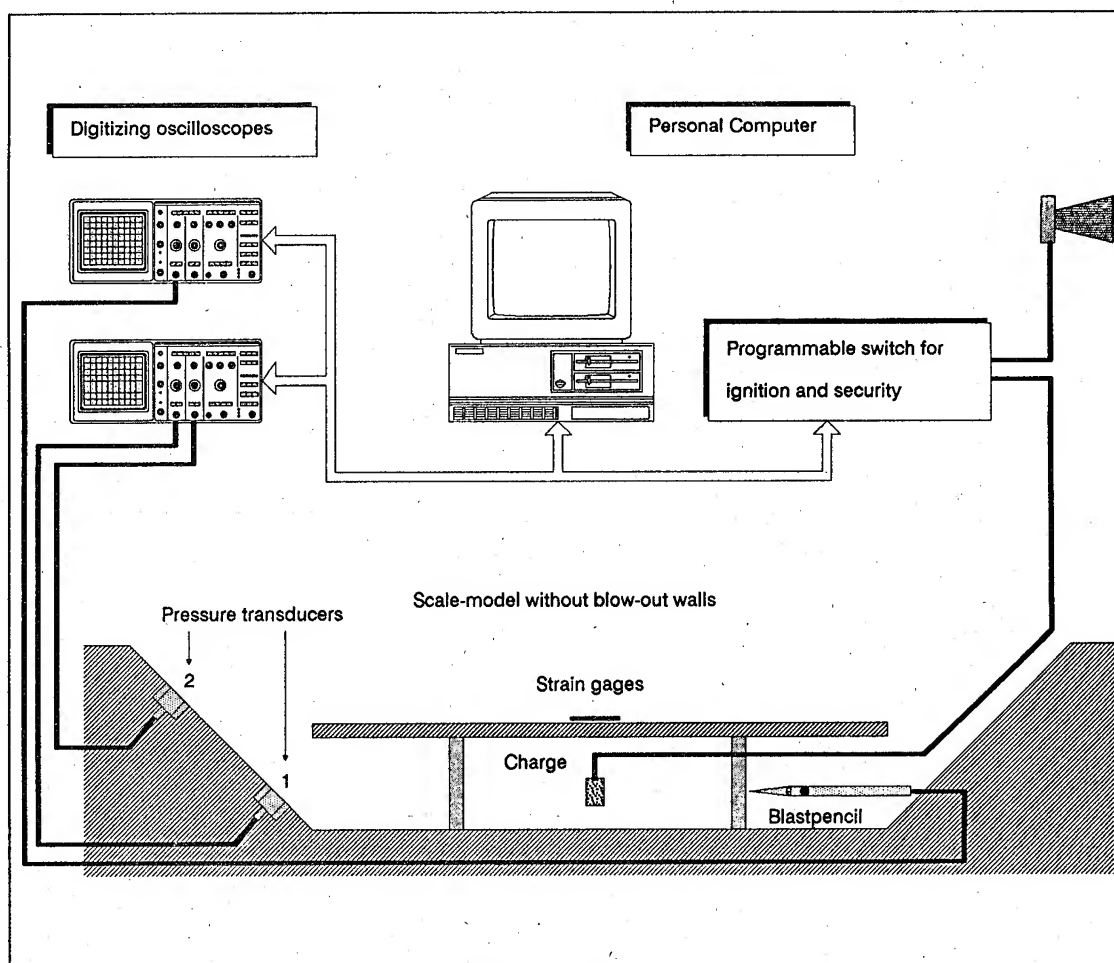 Digitizing oscilloscopes
Personal Computer
Programmable switch for
ignition and security
Scale-model without blow-out walls
Pressure transducers
2
Strain gages
1
Charge
Blastpencil